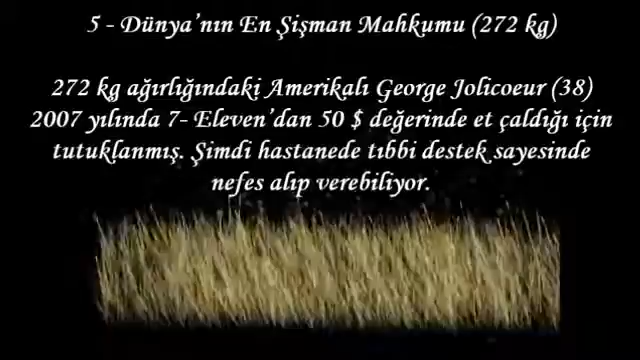 5 - Dünya'nın En Şişman Mahkumu (272 kg)
272 kg ağırlığındaki Amerikalı George Jolicoeur (38)
2007 yılında 7- Eleven'dan 50 $ değerinde et çaldığı için
tutuklanmış. Şimdi hastanede tıbbi destek sayesinde
nefes alıp verebiliyor.